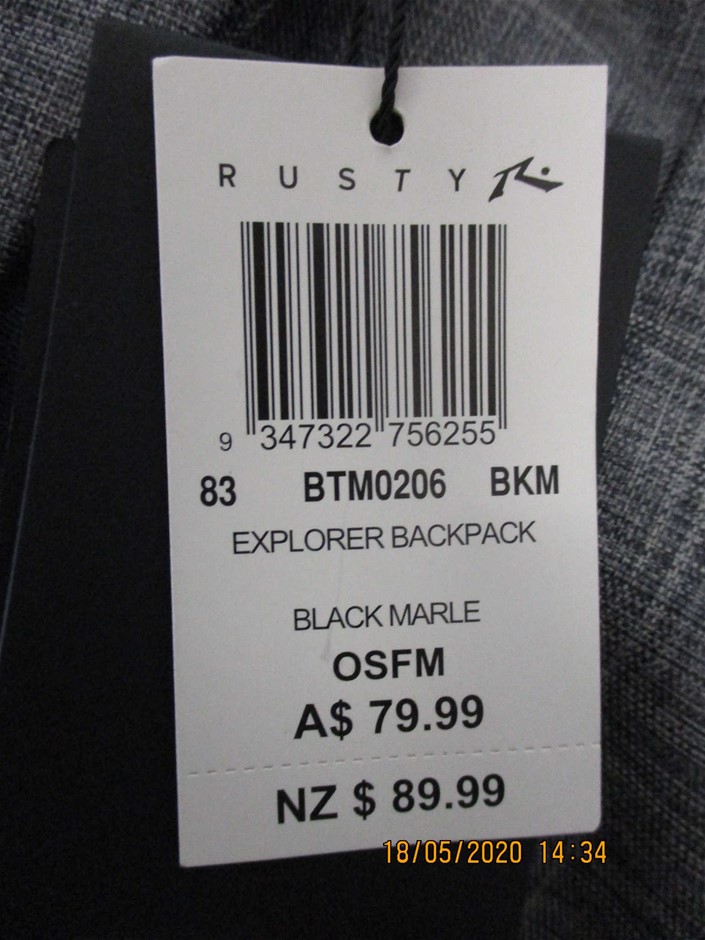 RUSTY
9 347322 756255
83 BTM0206 BKM
EXPLORER BACKPACK
BLACK MARLE
OSFM
A$ 79.99
NZ $ 89.99
18/05/2020 14:34